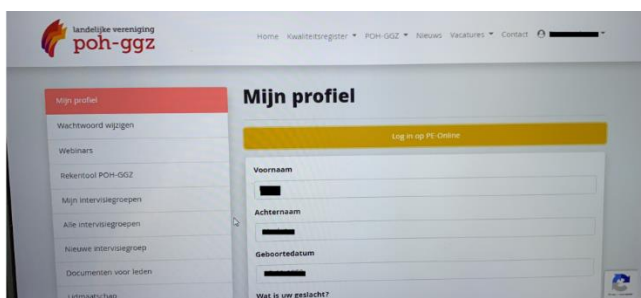 landelijke vereniging
poh-ggz
Home Kwaliteitsregister POH-GGZ Nieuws Vacatures Contact
Mijn profiel
Wachtwoord wijzigen
Webinars
Rekentool POH-GGZ
Mijn intervisiegroepen
Alle intervisiegroepen
Nieuwe intervisiegroep
Documenten voor leden
Lidmaatschap
Mijn profiel
Log in op PE-Online
Voornaam
Achternaam
Geboortedatum
Wat is uw geslacht?